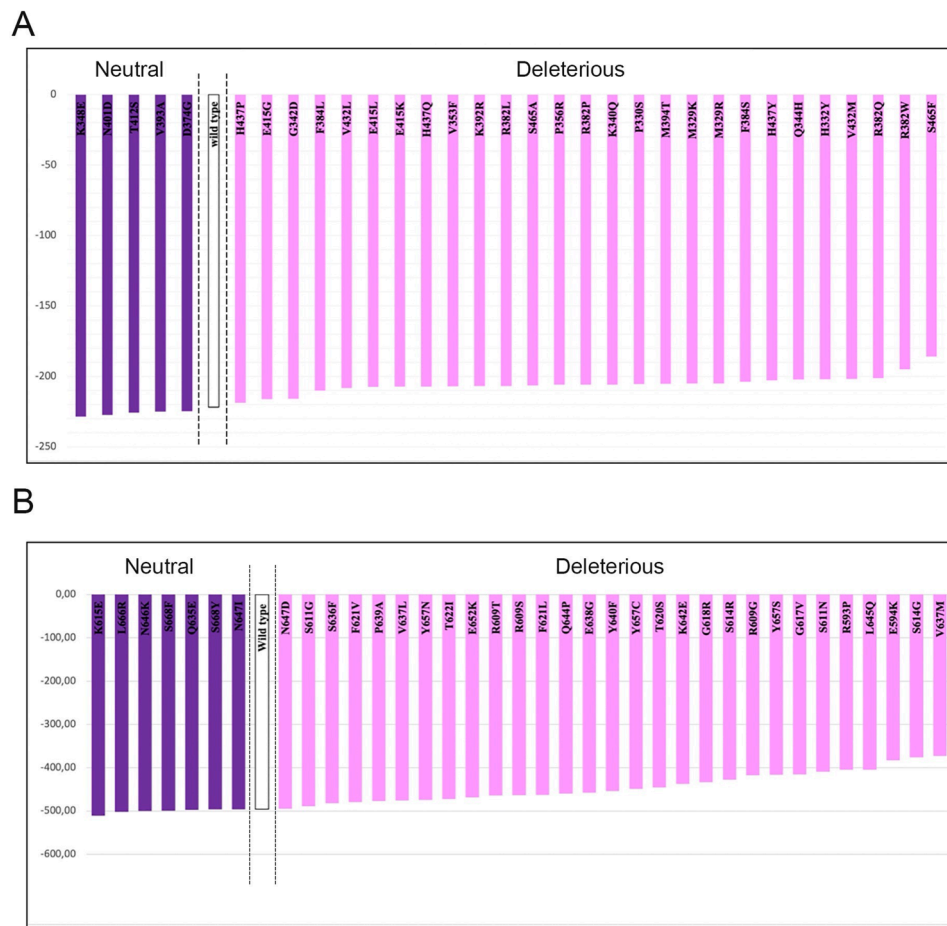 A
Neutral
Deleterious
0
-50
-100
-150
-200
-250
K348E
N401D
T412S
V393A
D374G
wild type
H437P
E415G
G342D
F384L
V432L
E415L
E415K
H437Q
V353F
K392R
R382L
S465A
P356R
R382P
K340Q
P330S
M394T
M329K
M329R
F384S
H437Y
Q344H
H332Y
V432M
R382Q
R382W
S465F
B
Neutral
Deleterious
0,00
-100,00
-200,00
-300,00
-400,00
-500,00
-600,00
K615E
L666R
N646K
S668F
Q635E
S668Y
N647I
Wild type
N647D
S611G
S636F
F621V
P639A
V637L
Y657N
T622I
E652K
R609T
R609S
F621L
Q644P
E638G
Y640F
Y657C
T620S
K642E
G618R
S614R
R609G
Y657S
G617V
S611N
R593P
L645Q
E594K
S614G
V637M